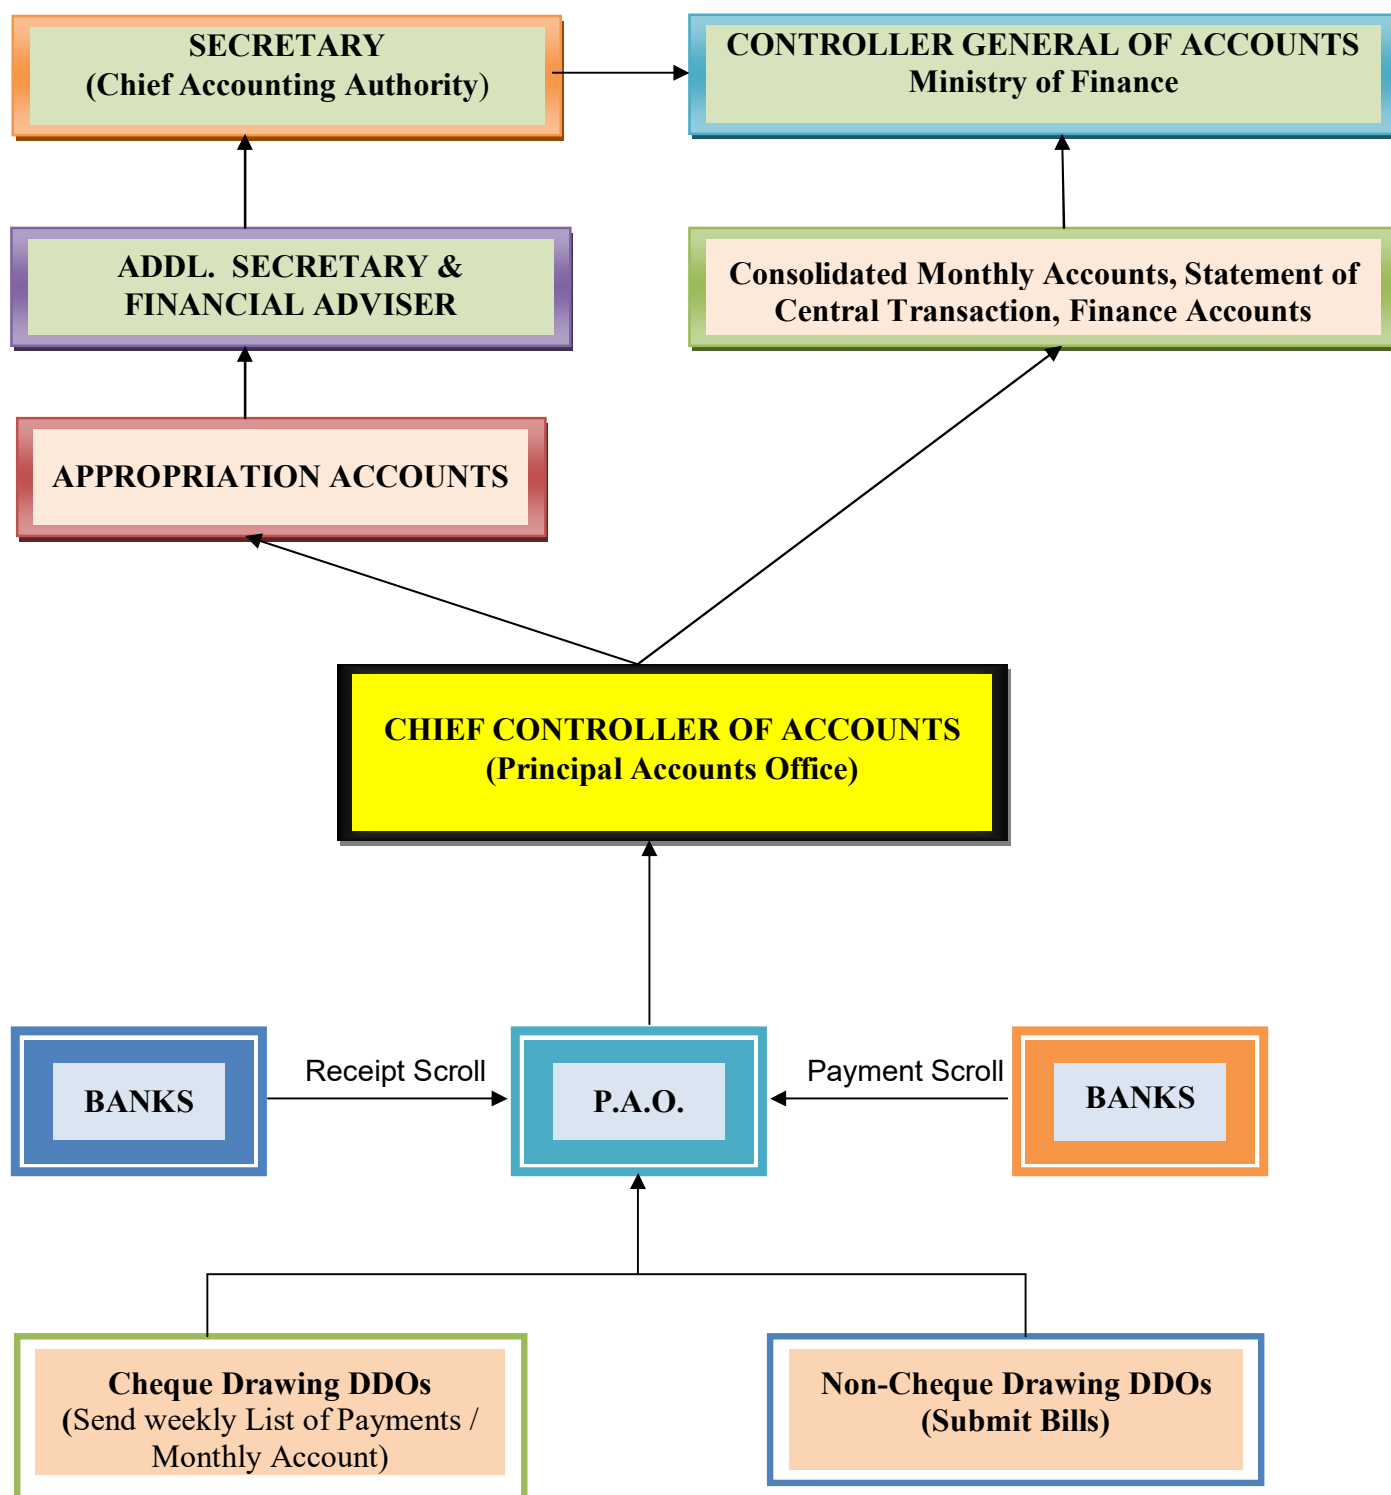 SECRETARY
(Chief Accounting Authority)
CONTROLLER GENERAL OF ACCOUNTS
Ministry of Finance
ADDL. SECRETARY &
FINANCIAL ADVISER
Consolidated Monthly Accounts, Statement of
Central Transaction, Finance Accounts
APPROPRIATION ACCOUNTS
CHIEF CONTROLLER OF ACCOUNTS
(Principal Accounts Office)
BANKS
Receipt Scroll
P.A.O.
Payment Scroll
BANKS
Cheque Drawing DDOs
(Send weekly List of Payments /
Monthly Account)
Non-Cheque Drawing DDOs
(Submit Bills)